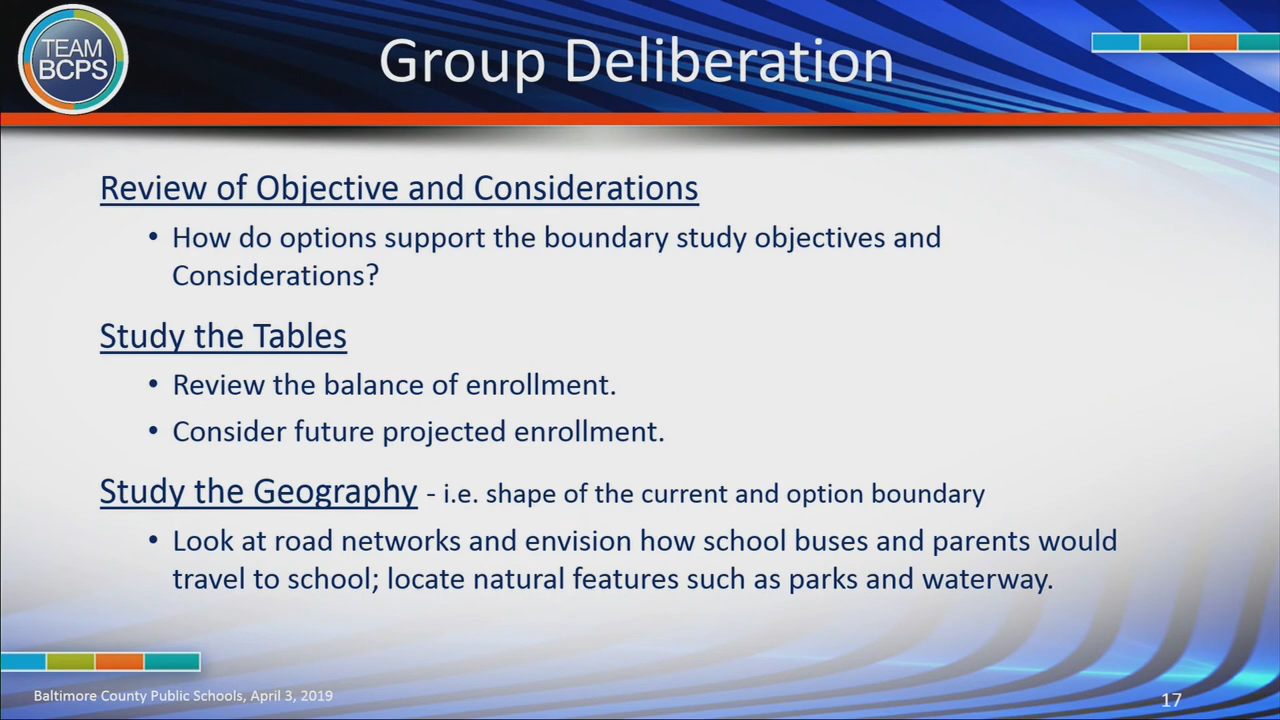 TEAM
BCPS
Group Deliberation
Review of Objective and Considerations
• How do options support the boundary study objectives and
Considerations?
Study the Tables
• Review the balance of enrollment.
• Consider future projected enrollment.
Study the Geography - i.e. shape of the current and option boundary
• Look at road networks and envision how school buses and parents would
travel to school; locate natural features such as parks and waterway.
Baltimore County Public Schools, April 3, 2019
17